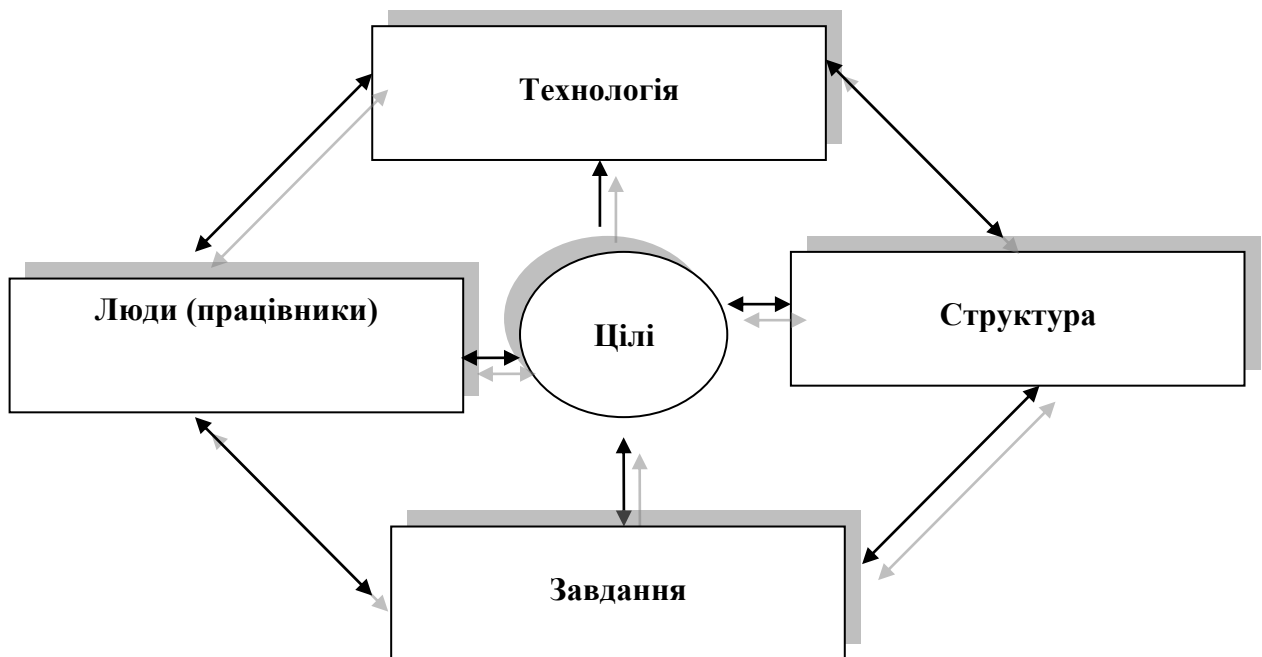 Технологія
Люди (працівники)
Цілі
Структура
Завдання